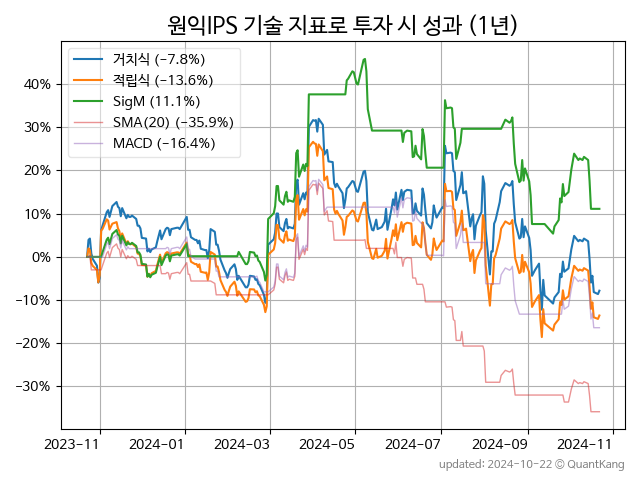 원익IPS 기술 지표로 투자 시 성과 (1년)
거치식 (−7.8%)
적립식 (−13.6%)
SigM (11.1%)
SMA(20) (−35.9%)
MACD (−16.4%)
40%
30%
20%
10%
0%
−10%
−20%
−30%
2023-11
2024-01
2024-03
2024-05
2024-07
2024-09
2024-11
updated: 2024-10-22 © QuantKang